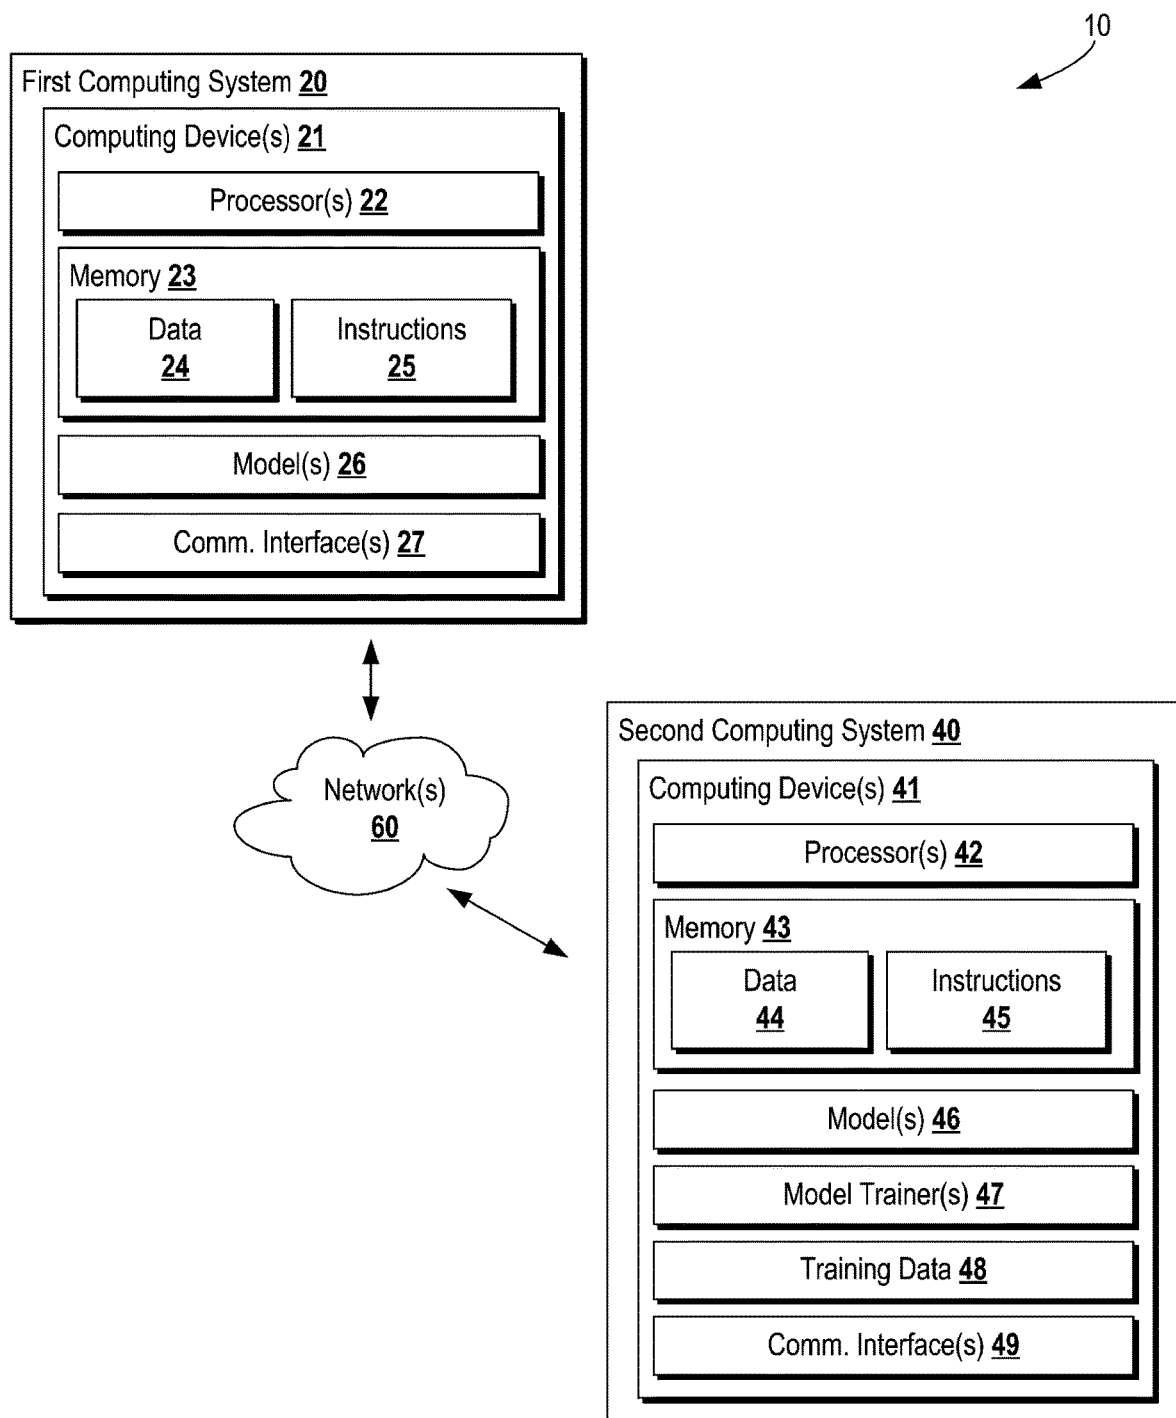 10
First Computing System 20
Computing Device(s) 21
Processor(s) 22
Memory 23
Data
24
Instructions
25
Model(s) 26
Comm. Interface(s) 27
Network(s)
60
Second Computing System 40
Computing Device(s) 41
Processor(s) 42
Memory 43
Data
44
Instructions
45
Model(s) 46
Model Trainer(s) 47
Training Data 48
Comm. Interface(s) 49